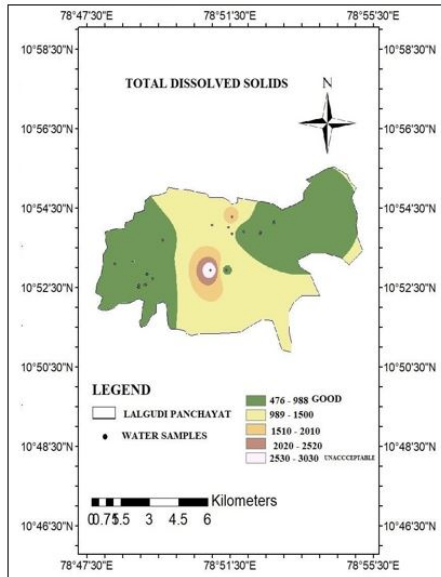 78°47'30"E 78°51'30"E 78°55'30"E
10°58'30"N 10°58'30"N
TOTAL DISSOLVED SOLIDS
N
10°56'30"N 10°56'30"N
10°54'30"N 10°54'30"N
10°52'30"N 10°52'30"N
10°50'30"N 10°50'30"N
LEGEND
LALGUDI PANCHAYAT
WATER SAMPLES
476 - 988 GOOD
989 - 1500
1510 - 2010
2020 - 2520
2530 - 3030 UNACCCEPTABLE
10°48'30"N 10°48'30"N
Kilometers
0 0.75 1.5 3 4.5 6
10°46'30"N 10°46'30"N
78°47'30"E 78°51'30"E 78°55'30"E